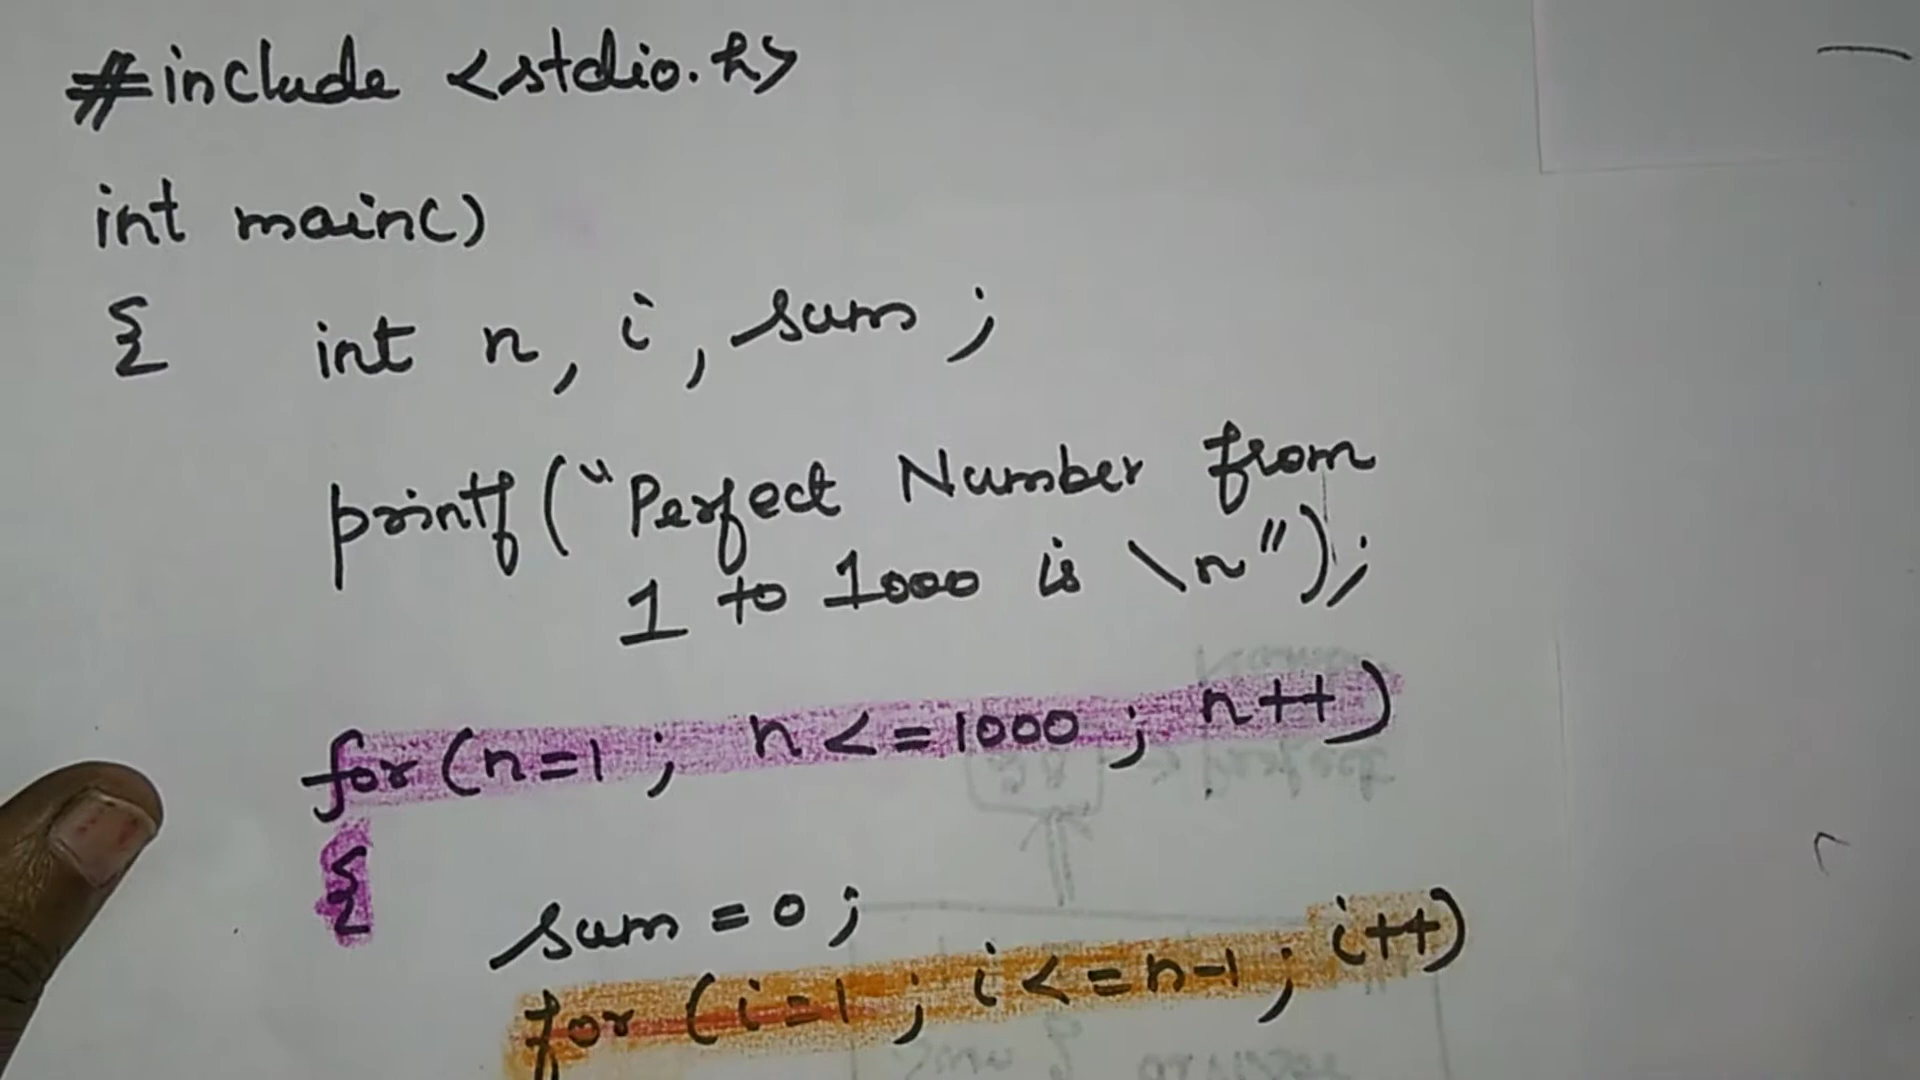 #include <stdio.h>
int main()
{ int n, i, sum;
printf("Perfect Number from
1 to 1000 is \n");
for(n=1; n<=1000; n++)
{
sum=0;
for (i=1; i<=n-1; i++)